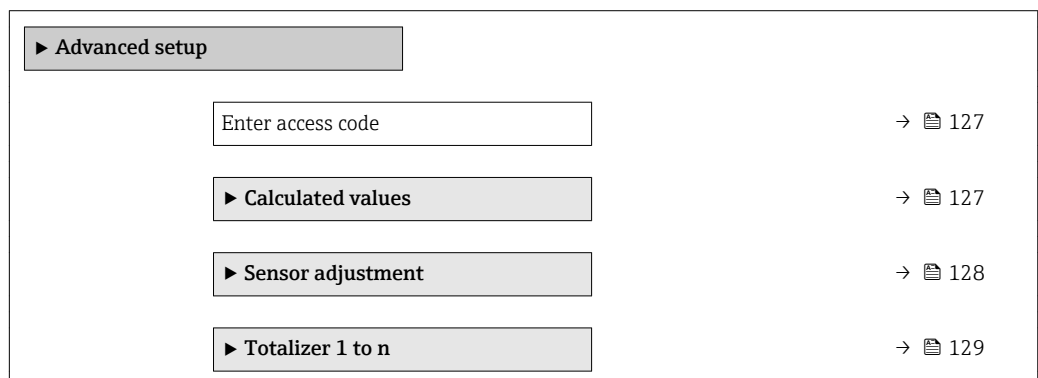 ▶ Advanced setup
Enter access code → 127
▶ Calculated values → 127
▶ Sensor adjustment → 128
▶ Totalizer 1 to n → 129